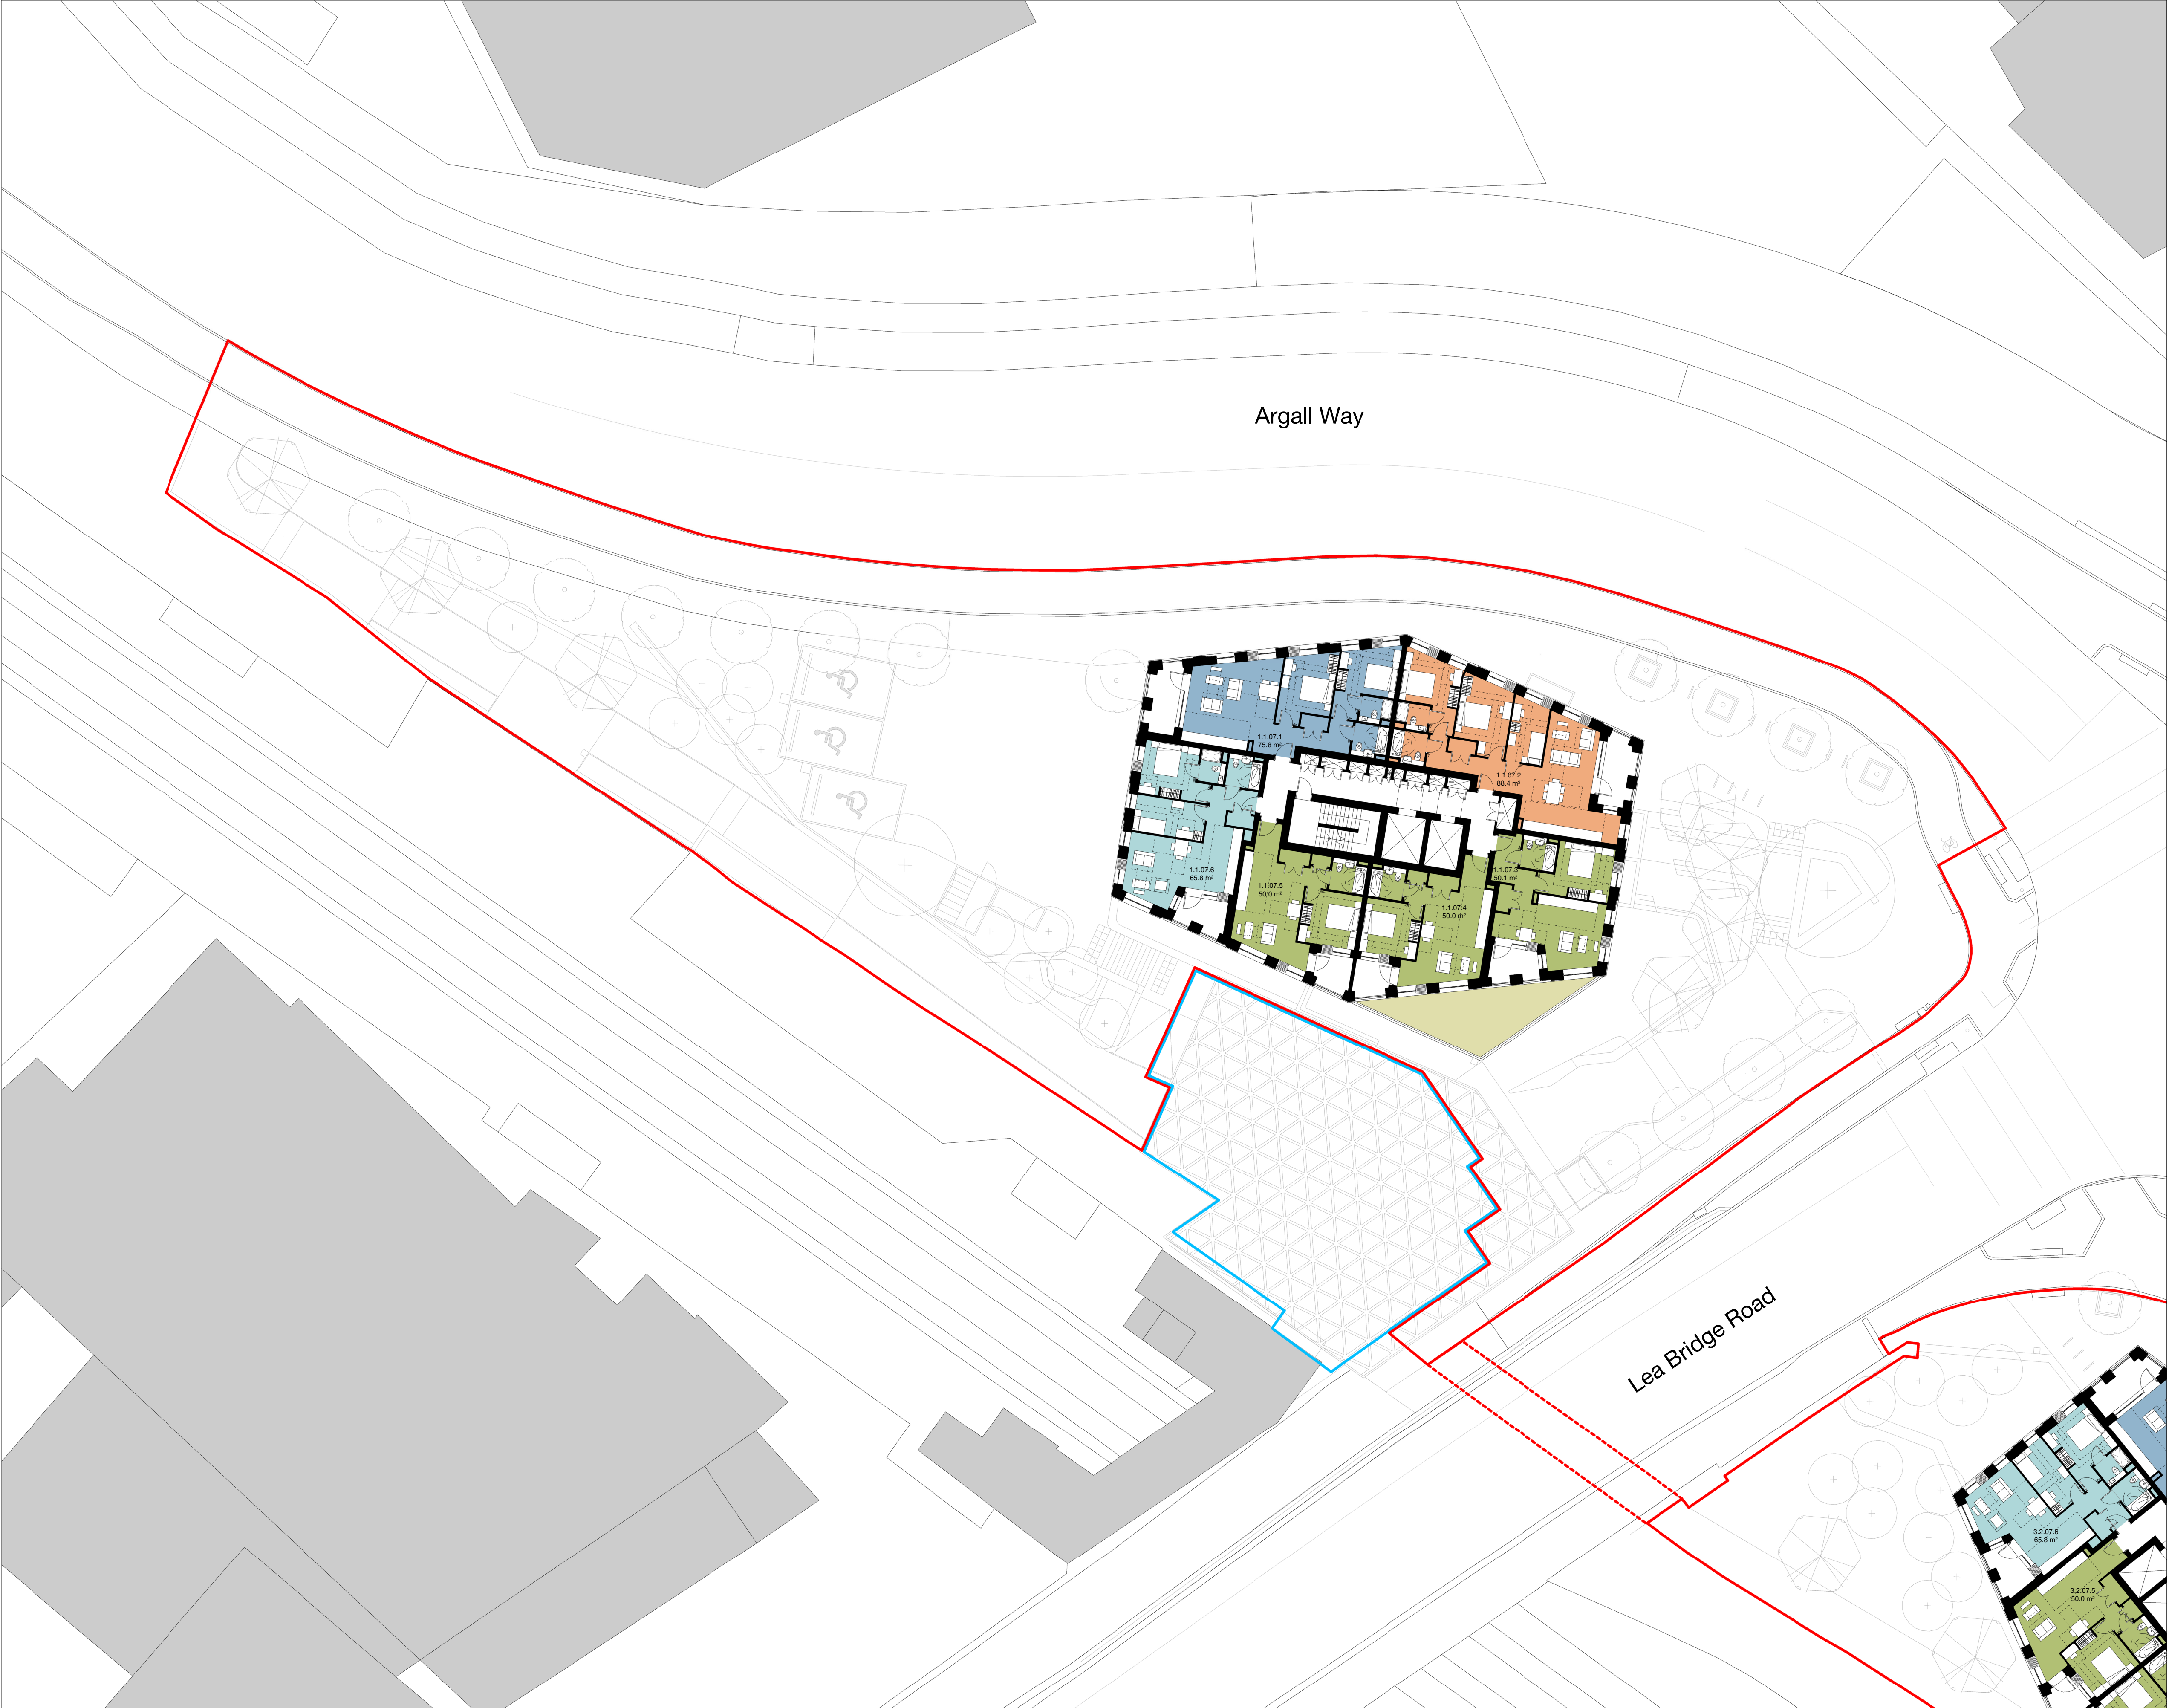 Argall Way
1.1.07.1
75.8 m²
1.1.07.2
88.4 m²
1.1.07.6
65.8 m²
1.1.07.5
50.0 m²
1.1.07.4
50.0 m²
1.1.07.3
50.1 m²
Lea Bridge Road
3.2.07.6
65.8 m²
3.2.07.5
50.0 m²